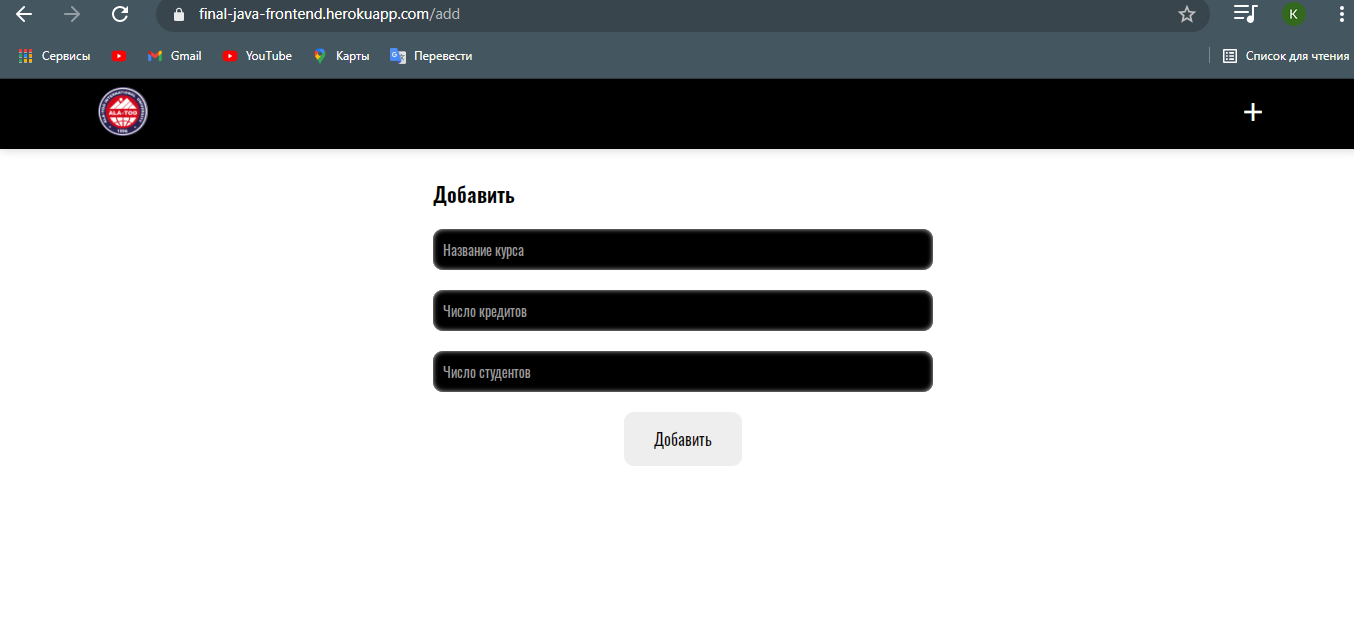 final-java-frontend.herokuapp.com/add
K
Сервисы
Gmail
YouTube
Карты
Перевести
Список для чтения
ALA-TOO
Добавить
Название курса
Число кредитов
Число студентов
Добавить